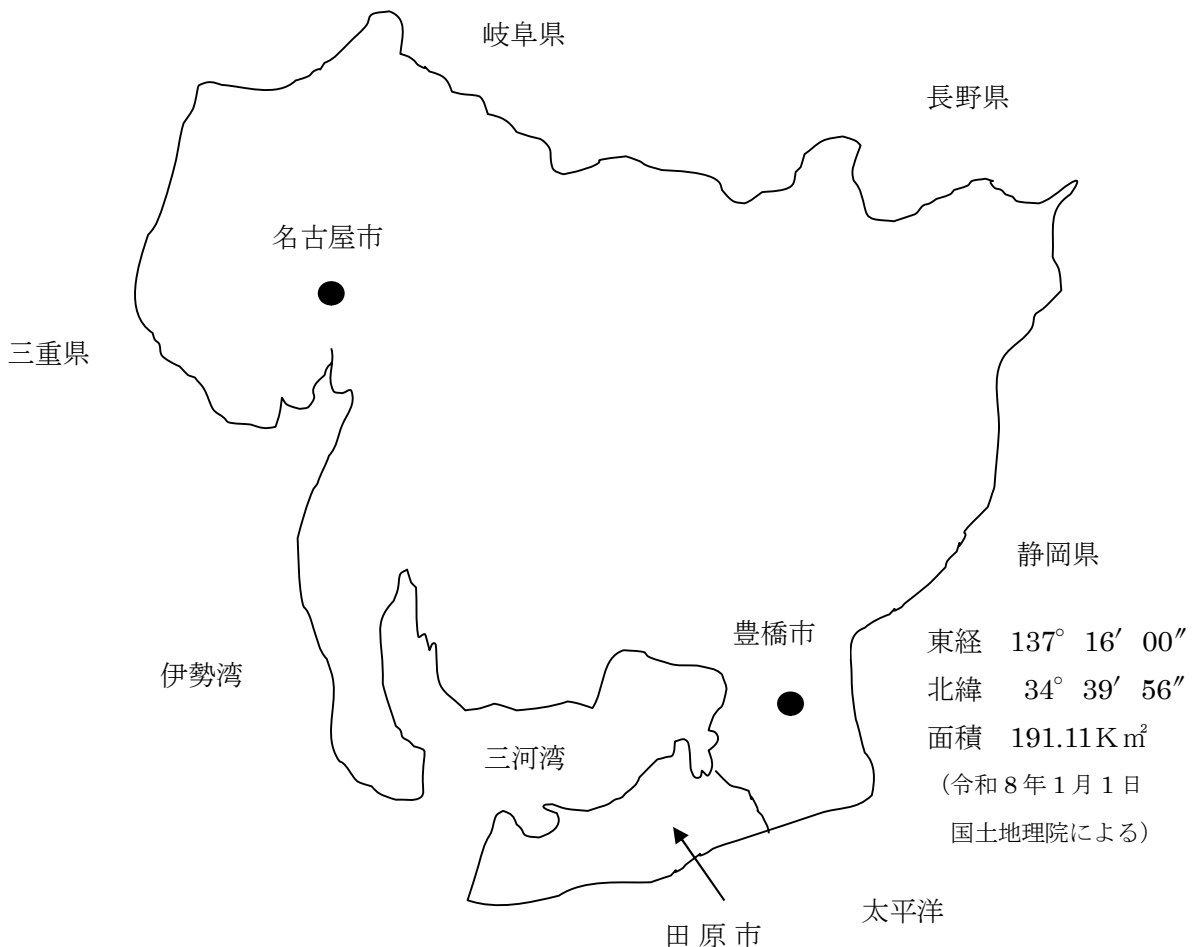 岐阜県
長野県
名古屋市
三重県
静岡県
豊橋市
東経 137° 16′ 00″
北緯 34° 39′ 56″
面積 191.11K㎡
（令和８年１月１日
国土地理院による）
伊勢湾
三河湾
太平洋
田原市